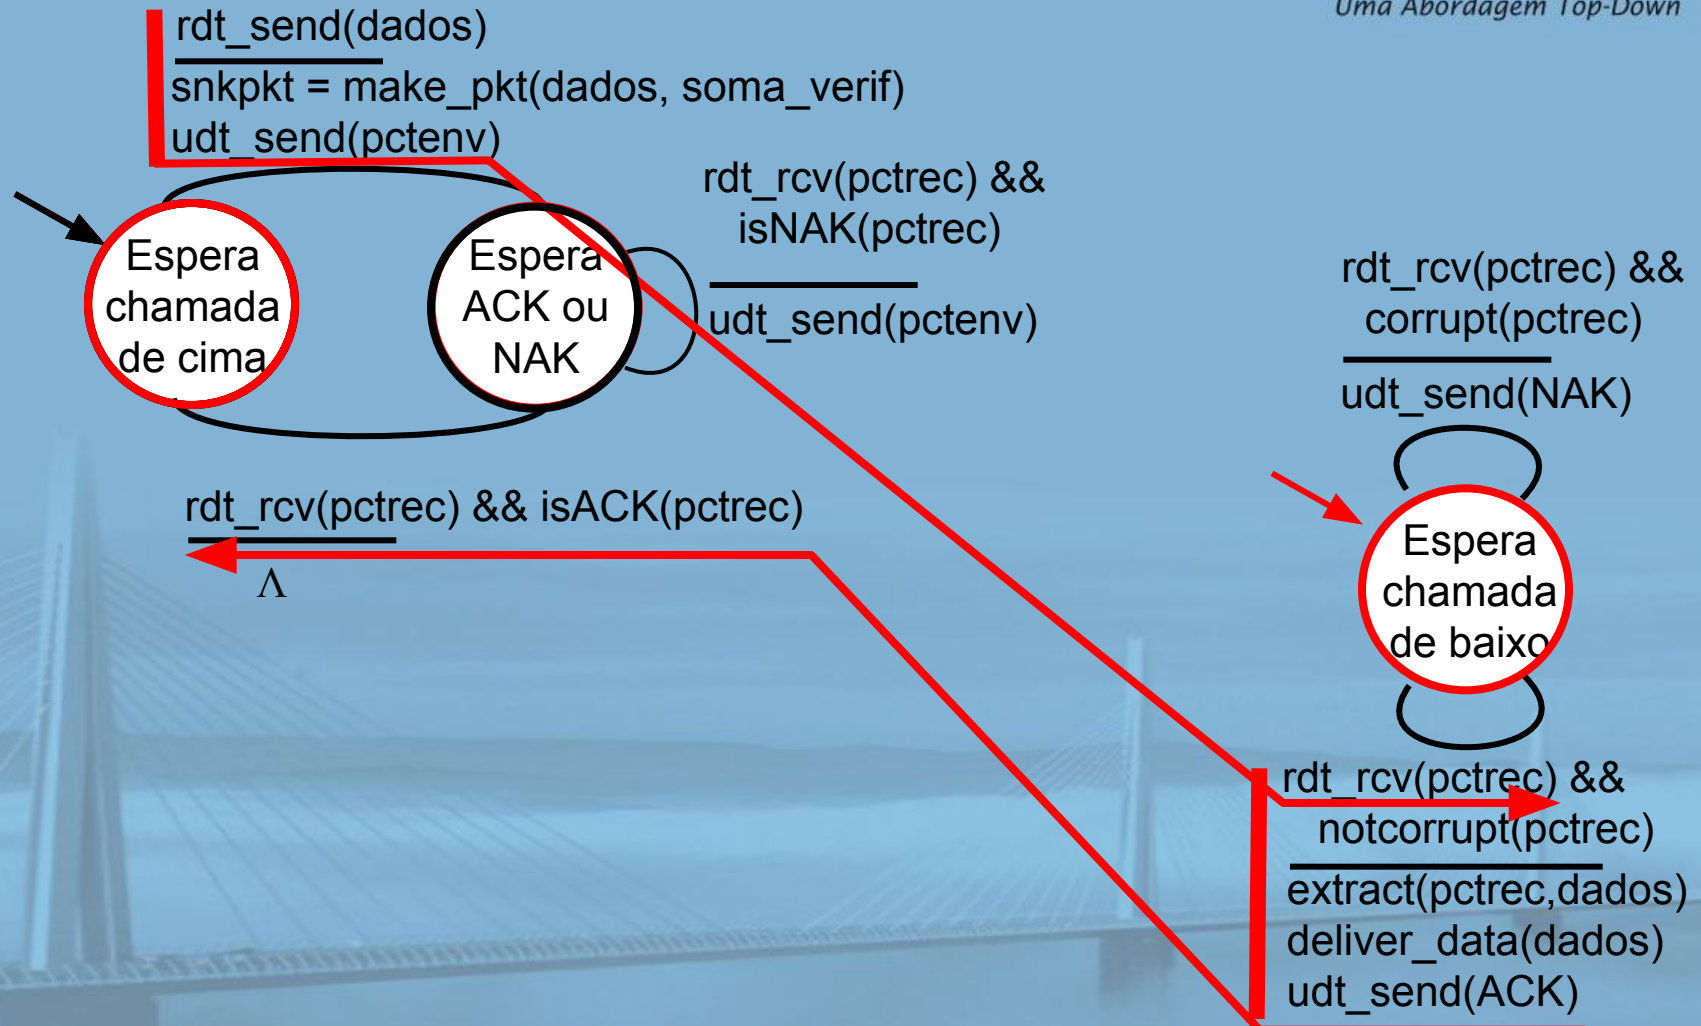 Uma Abordagem Top-Down
rdt_send(dados)
snkpkt = make_pkt(dados, soma_verif)
udt_send(pctenv)
rdt_rcv(pctrec) &&
isNAK(pctrec)
udt_send(pctenv)
Espera
chamada
de cima
Espera
ACK ou
NAK
rdt_rcv(pctrec) && isACK(pctrec)
Λ
rdt_rcv(pctrec) &&
corrupt(pctrec)
udt_send(NAK)
Espera
chamada
de baixo
rdt_rcv(pctrec) &&
notcorrupt(pctrec)
extract(pctrec,dados)
deliver_data(dados)
udt_send(ACK)